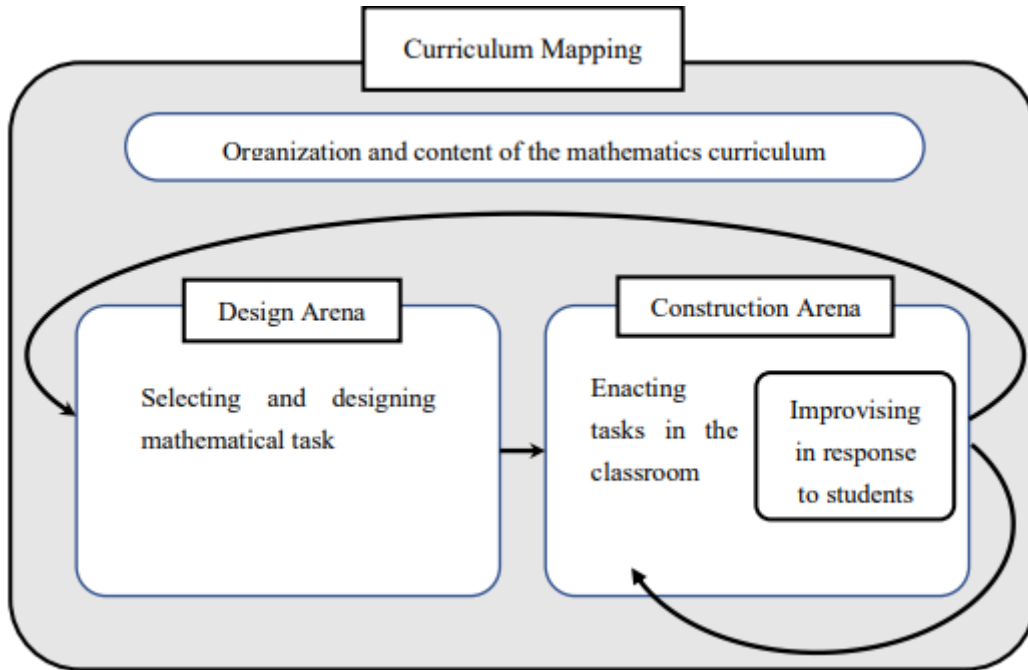 Curriculum Mapping
Organization and content of the mathematics curriculum
Design Arena
Construction Arena
Selecting and designing
mathematical task
Enacting
tasks in the
classroom
Improvising
in response
to students